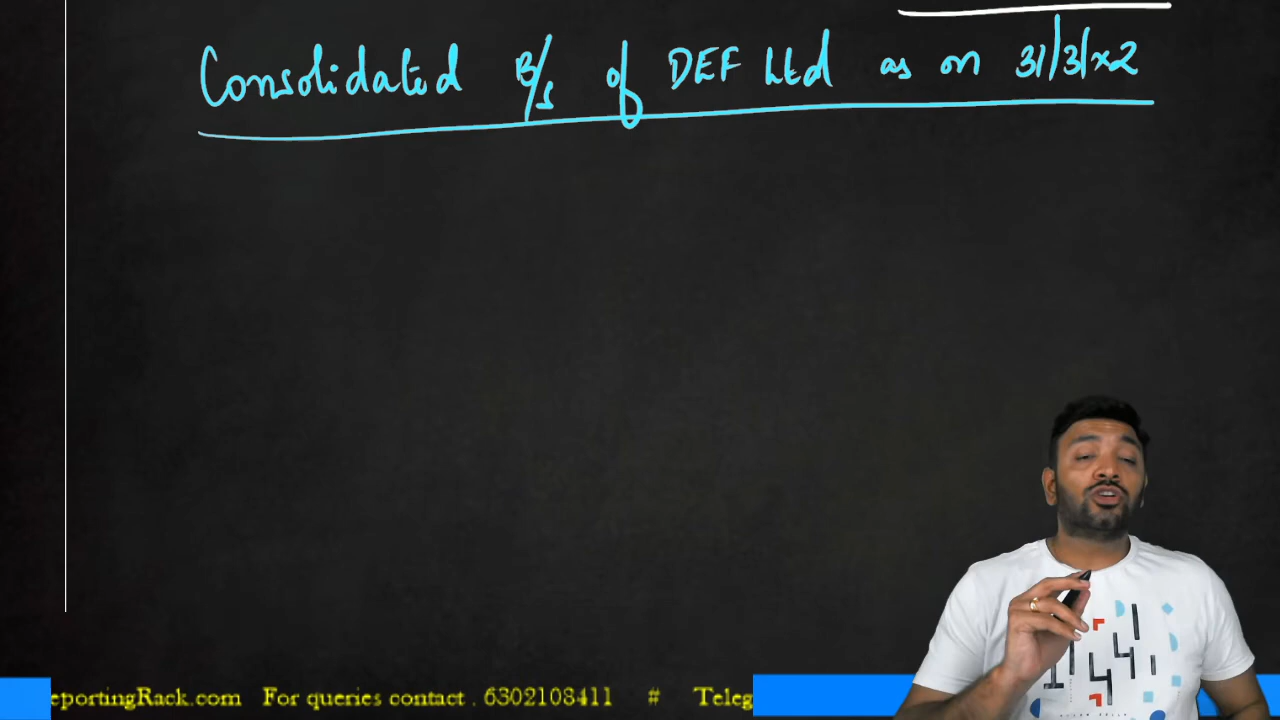 Consolidated B/s of DEF Ltd as on 31/3/x2
eportingRack.com For queries contact . 6302108411 # Teleg